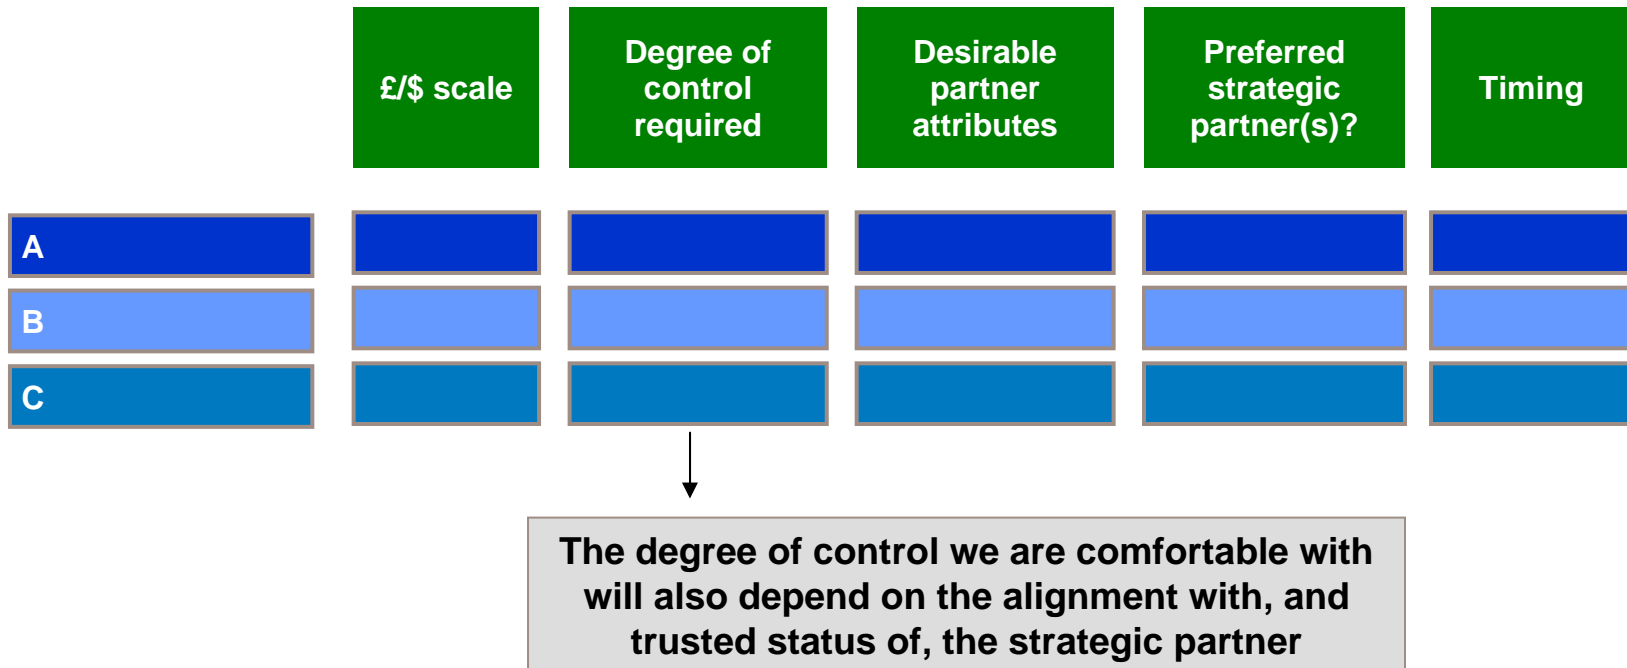 £/$ scale
Degree of
control
required
Desirable
partner
attributes
Preferred
strategic
partner(s)?
Timing
A
B
C
The degree of control we are comfortable with
will also depend on the alignment with, and
trusted status of, the strategic partner